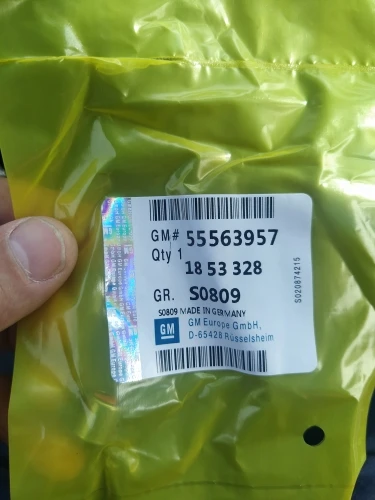 GM# 55563957
Qty 1
18 53 328
GR. S0809
S0809 MADE IN GERMANY
GM
GM Europe GmbH,
D-65428 Rüsselsheim
S020874215